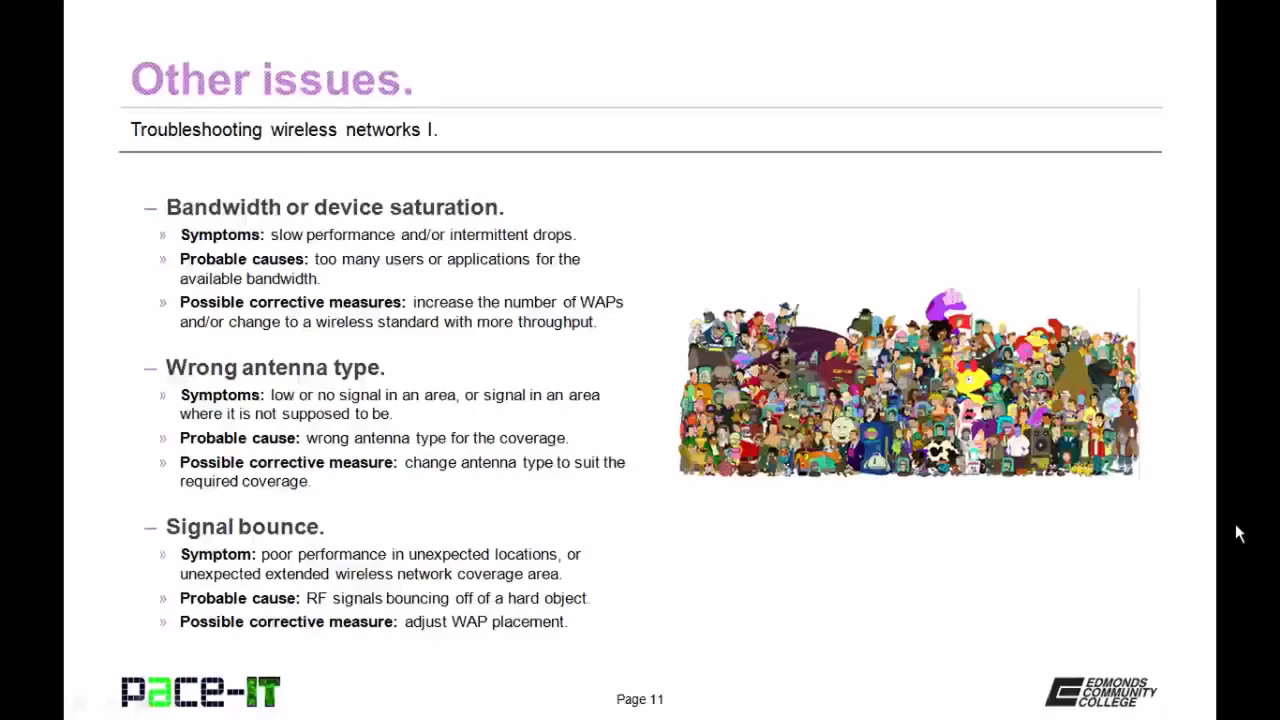 Other issues.
Troubleshooting wireless networks I.
– Bandwidth or device saturation.
» Symptoms: slow performance and/or intermittent drops.
» Probable causes: too many users or applications for the
available bandwidth.
» Possible corrective measures: increase the number of WAPs
and/or change to a wireless standard with more throughput.
– Wrong antenna type.
» Symptoms: low or no signal in an area, or signal in an area
where it is not supposed to be.
» Probable cause: wrong antenna type for the coverage.
» Possible corrective measure: change antenna type to suit the
required coverage.
– Signal bounce.
» Symptom: poor performance in unexpected locations, or
unexpected extended wireless network coverage area.
» Probable cause: RF signals bouncing off of a hard object.
» Possible corrective measure: adjust WAP placement.
pace-IT
Page 11
EDMONDS
COMMUNITY
COLLEGE